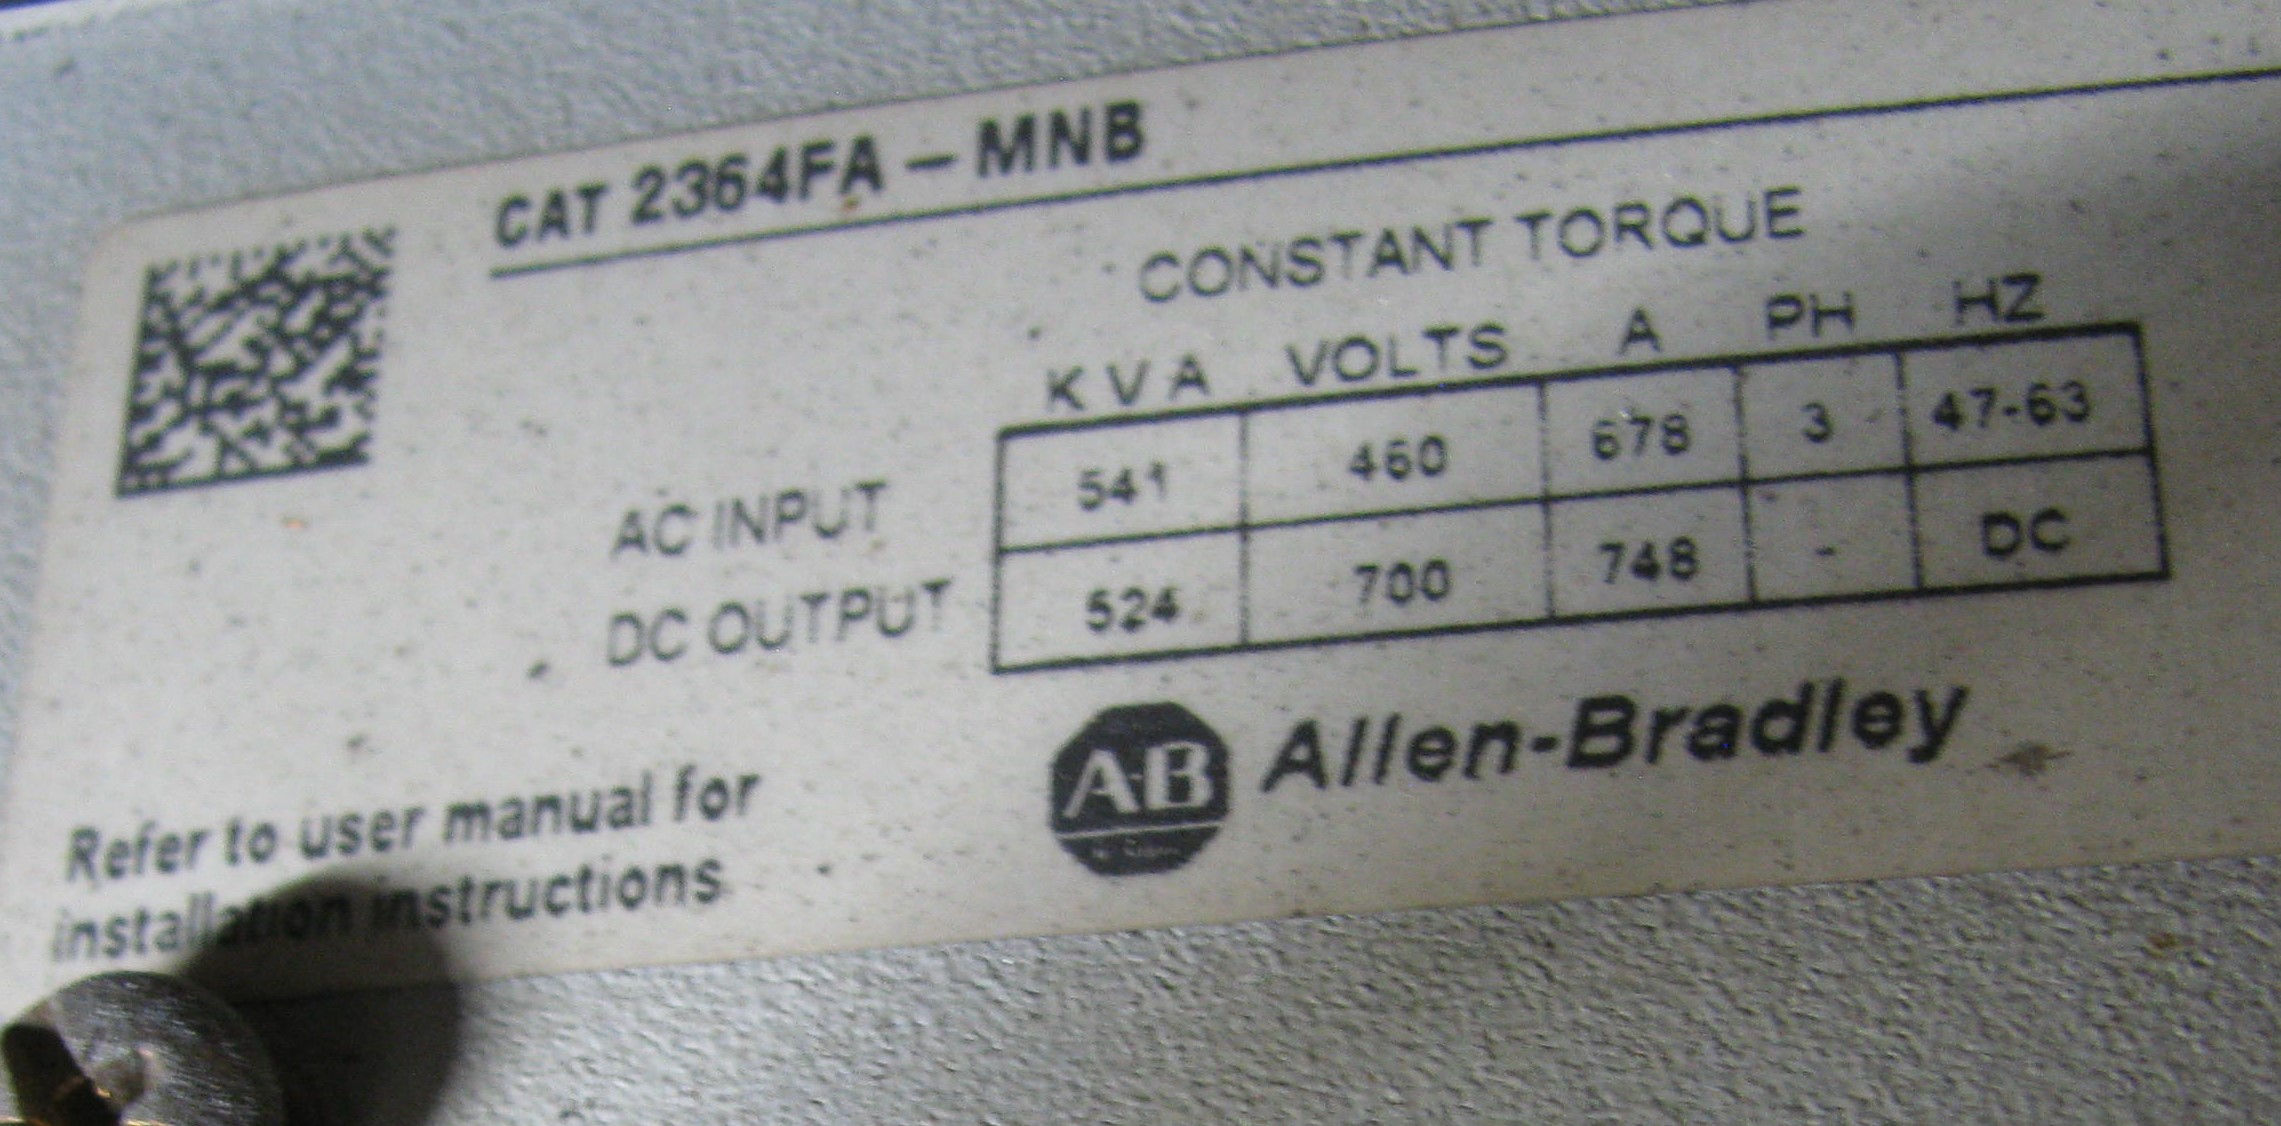 CAT 2364FA – MNB
CONSTANT TORQUE
KVA VOLTS A PH HZ
AC INPUT 541 460 678 3 47-63
DC OUTPUT 524 700 748 - DC
AB Allen-Bradley
Refer to user manual for
installation instructions